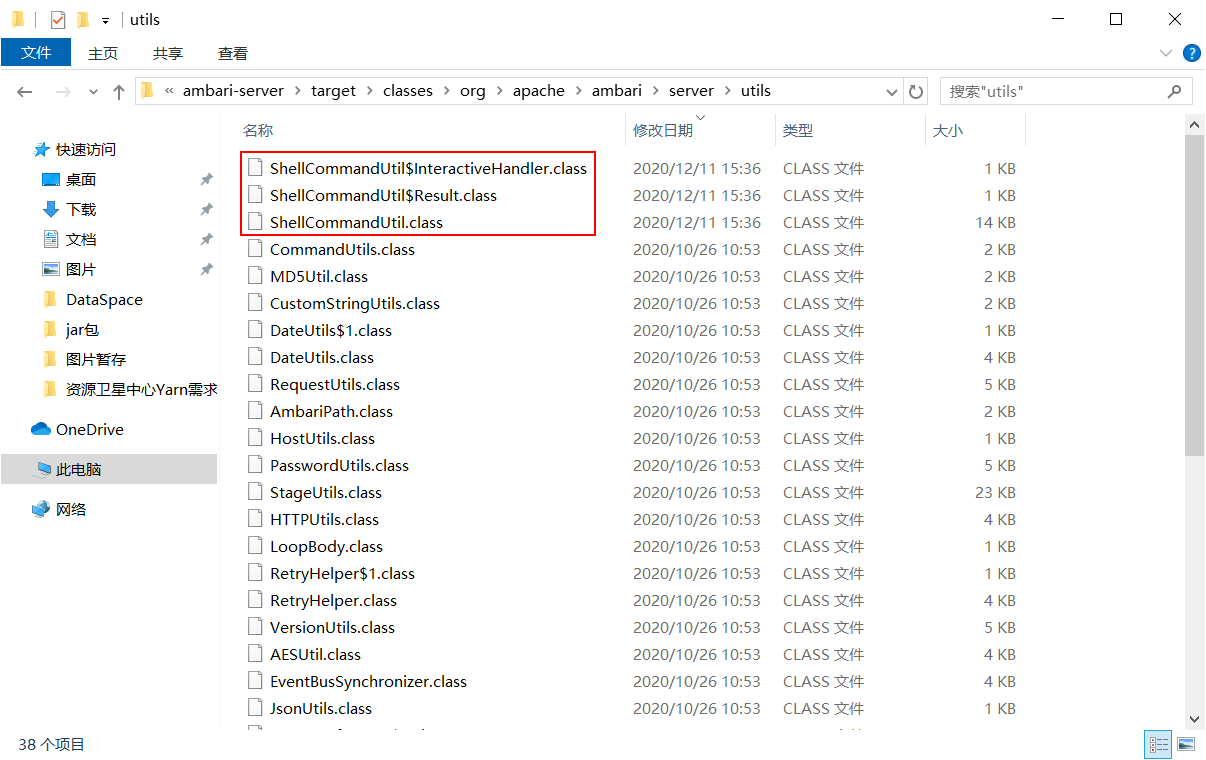 utils
文件 主页 共享 查看
« ambari-server > target > classes > org > apache > ambari > server > utils 搜索"utils"
名称 修改日期 类型 大小
快速访问
桌面
下载
文档
图片
DataSpace
jar包
图片暂存
资源卫星中心Yarn需求
OneDrive
此电脑
网络
ShellCommandUtil$InteractiveHandler.class 2020/12/11 15:36 CLASS 文件 1 KB
ShellCommandUtil$Result.class 2020/12/11 15:36 CLASS 文件 1 KB
ShellCommandUtil.class 2020/12/11 15:36 CLASS 文件 14 KB
CommandUtils.class 2020/10/26 10:53 CLASS 文件 2 KB
MD5Util.class 2020/10/26 10:53 CLASS 文件 2 KB
CustomStringUtils.class 2020/10/26 10:53 CLASS 文件 2 KB
DateUtils$1.class 2020/10/26 10:53 CLASS 文件 1 KB
DateUtils.class 2020/10/26 10:53 CLASS 文件 4 KB
RequestUtils.class 2020/10/26 10:53 CLASS 文件 5 KB
AmbariPath.class 2020/10/26 10:53 CLASS 文件 2 KB
HostUtils.class 2020/10/26 10:53 CLASS 文件 1 KB
PasswordUtils.class 2020/10/26 10:53 CLASS 文件 5 KB
StageUtils.class 2020/10/26 10:53 CLASS 文件 23 KB
HTTPUtils.class 2020/10/26 10:53 CLASS 文件 4 KB
LoopBody.class 2020/10/26 10:53 CLASS 文件 1 KB
RetryHelper$1.class 2020/10/26 10:53 CLASS 文件 1 KB
RetryHelper.class 2020/10/26 10:53 CLASS 文件 4 KB
VersionUtils.class 2020/10/26 10:53 CLASS 文件 5 KB
AESUtil.class 2020/10/26 10:53 CLASS 文件 4 KB
EventBusSynchronizer.class 2020/10/26 10:53 CLASS 文件 4 KB
JsonUtils.class 2020/10/26 10:53 CLASS 文件 1 KB
38 个项目